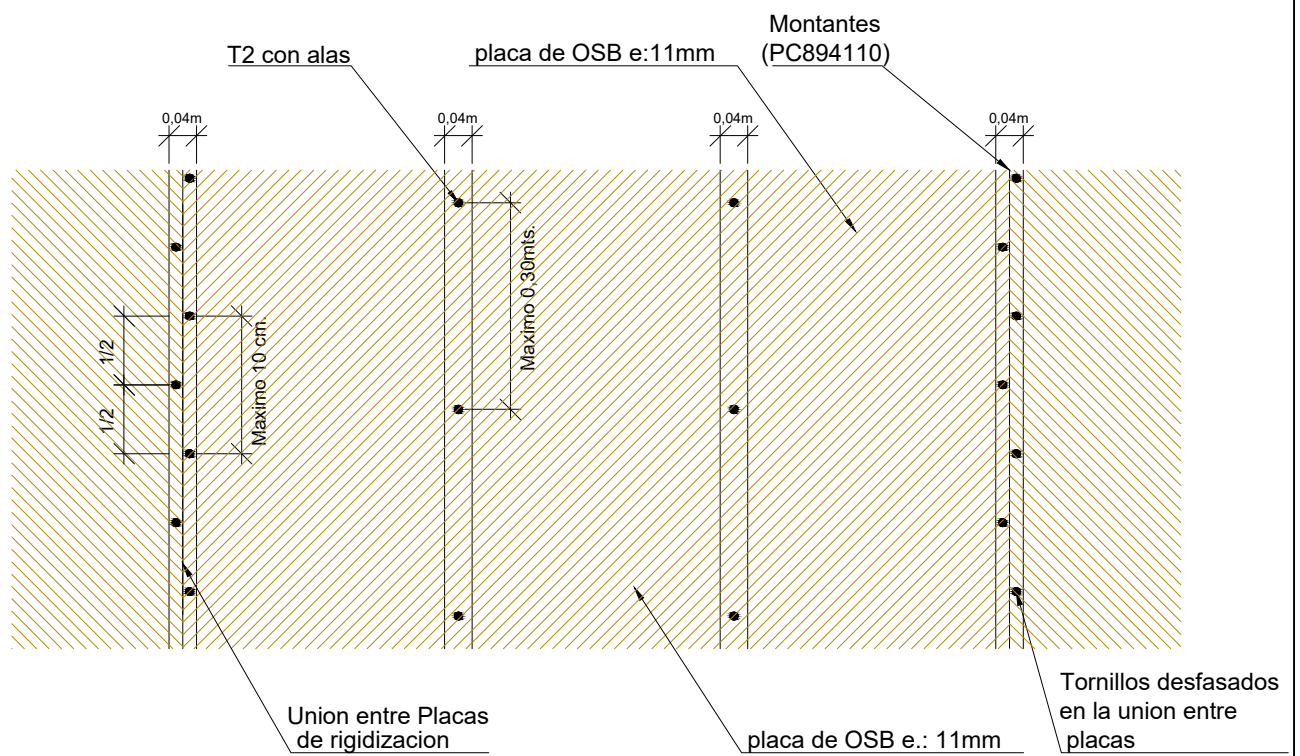 Montantes
(PC894110)
T2 con alas
placa de OSB e:11mm
0,04m
0,04m
0,04m
0,04m
Maximo 0,30mts.
1/2
1/2
Maximo 10 cm.
Union entre Placas
de rigidizacion
placa de OSB e.: 11mm
Tornillos desfasados
en la union entre
placas